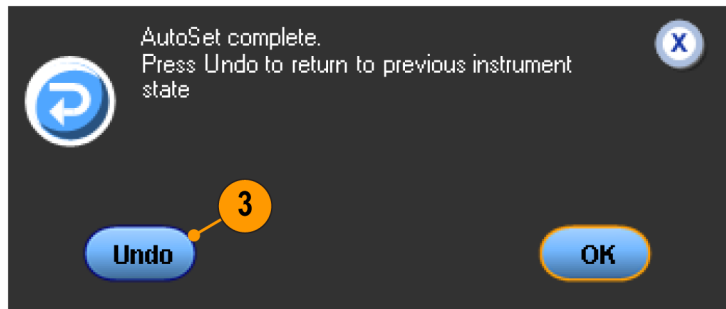 AutoSet complete.
Press Undo to return to previous instrument
state
X
3
Undo
OK